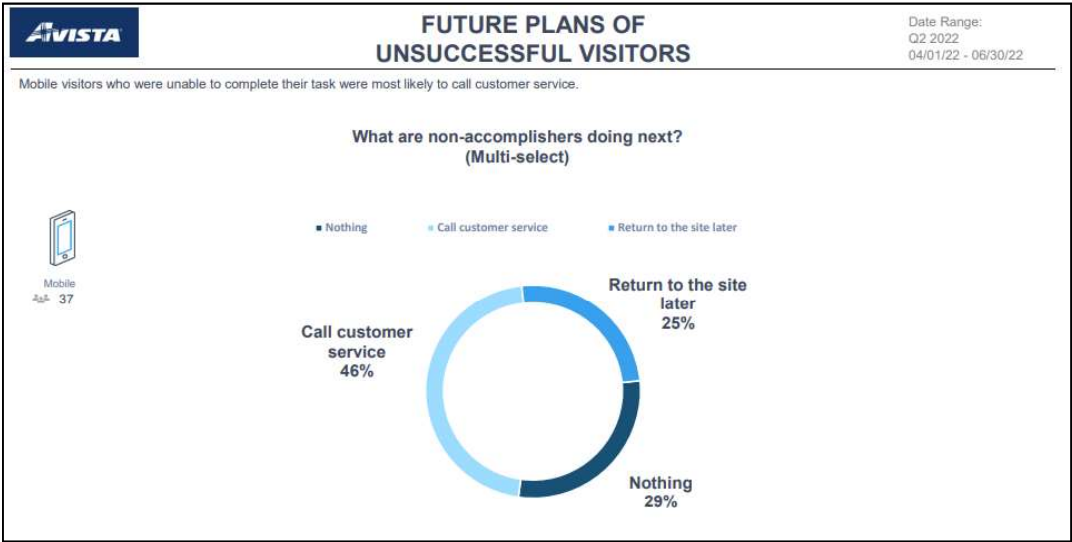 AVISTA
FUTURE PLANS OF
UNSUCCESSFUL VISITORS
Date Range:
Q2 2022
04/01/22 - 06/30/22
Mobile visitors who were unable to complete their task were most likely to call customer service.
What are non-accomplishers doing next?
(Multi-select)
Nothing
Call customer service
Return to the site later
Mobile
37
Return to the site
later
25%
Call customer
service
46%
Nothing
29%